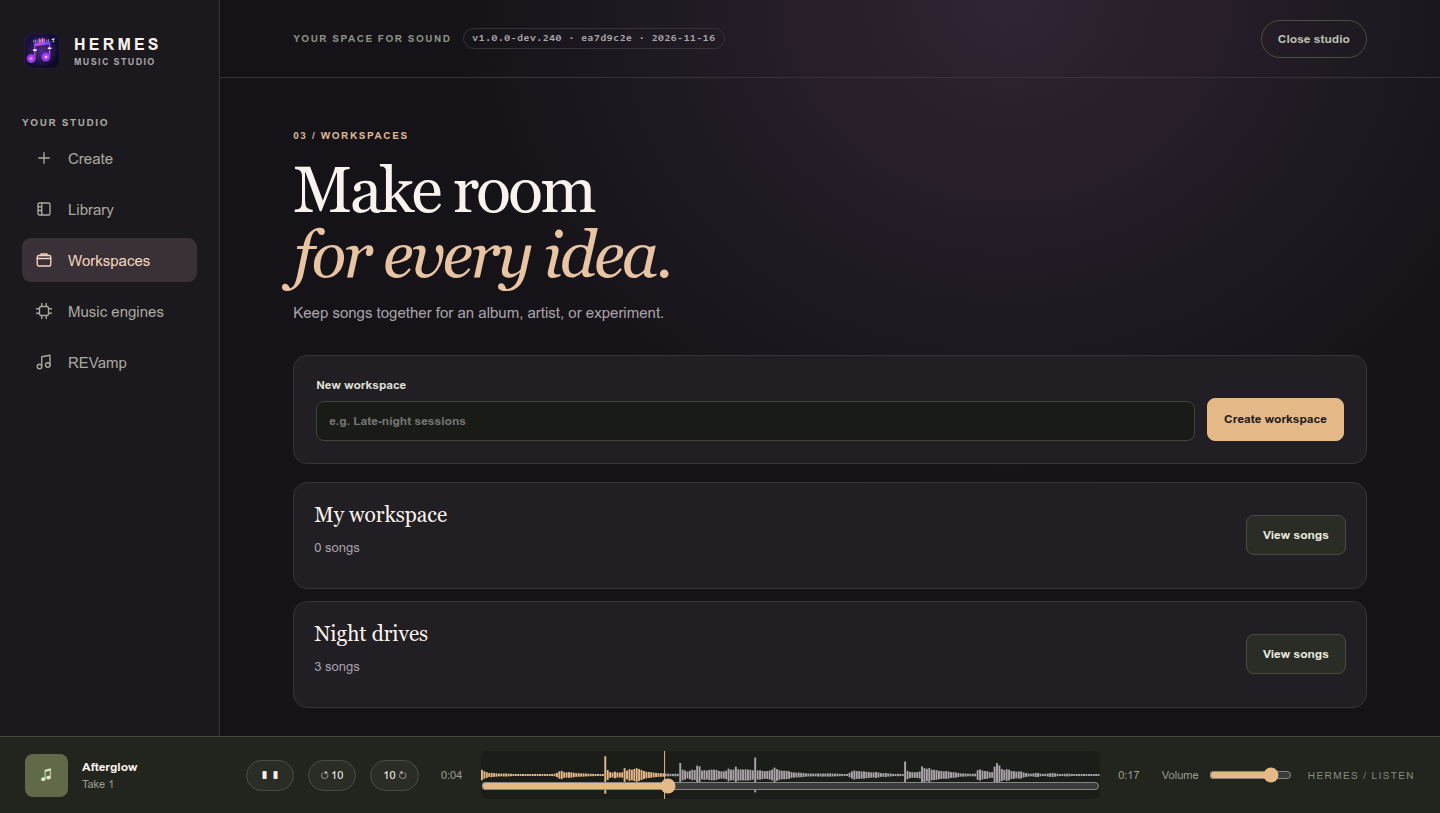 HERMES
MUSIC STUDIO
YOUR STUDIO
Create
Library
Workspaces
Music engines
REVamp
YOUR SPACE FOR SOUND
v1.0.0-dev.240 · ea7d9c2e · 2026-11-16
Close studio
03 / WORKSPACES
Make room
for every idea.
Keep songs together for an album, artist, or experiment.
New workspace
e.g. Late-night sessions
Create workspace
My workspace
0 songs
View songs
Night drives
3 songs
View songs
Afterglow
Take 1
↺ 10
10 ↻
0:04
0:17
Volume
HERMES / LISTEN